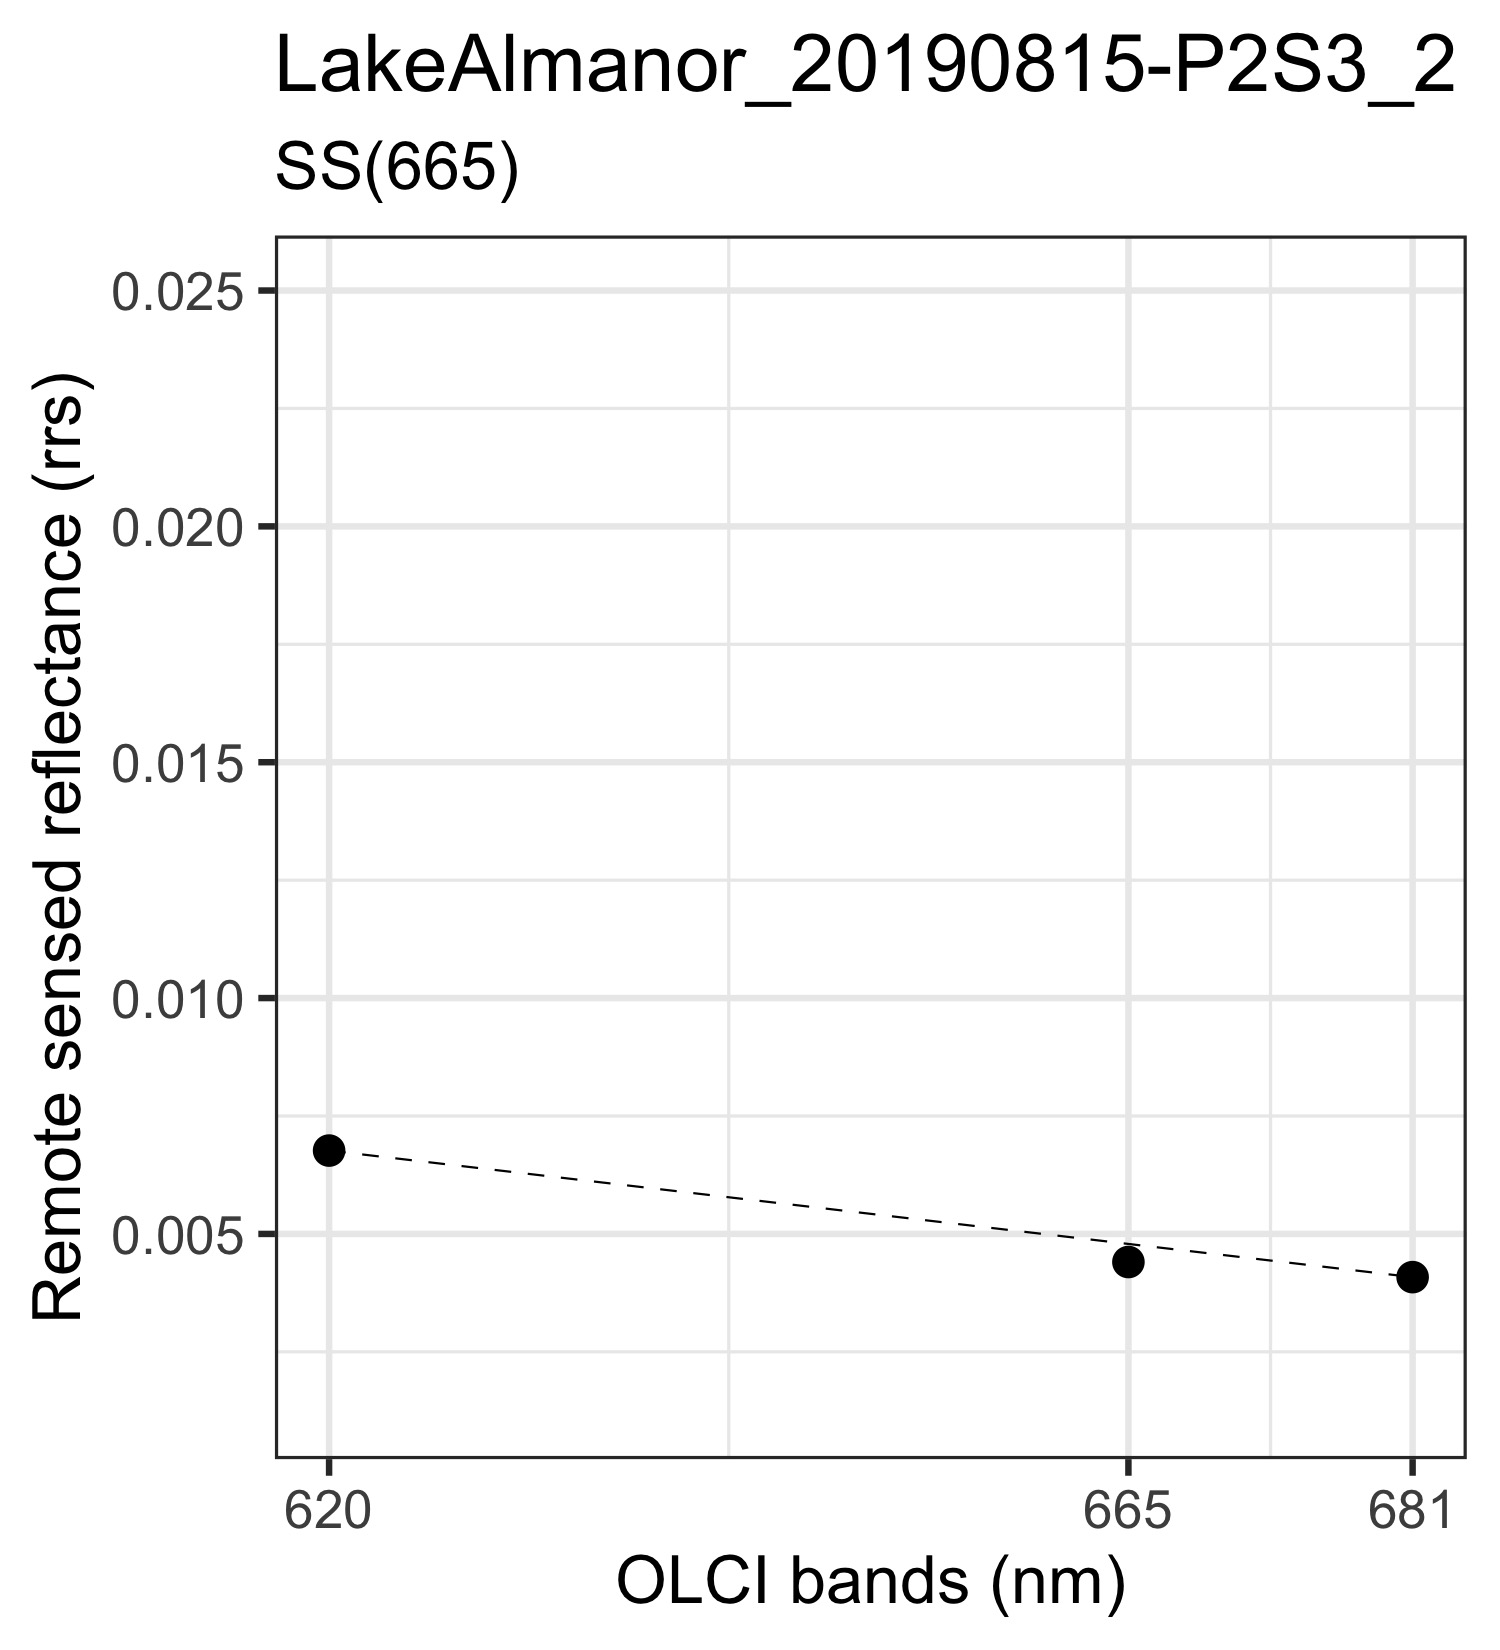 LakeAlmanor_20190815-P2S3_2
SS(665)
Remote sensed reflectance (rrs)
0.025
0.020
0.015
0.010
0.005
620 665 681
OLCI bands (nm)